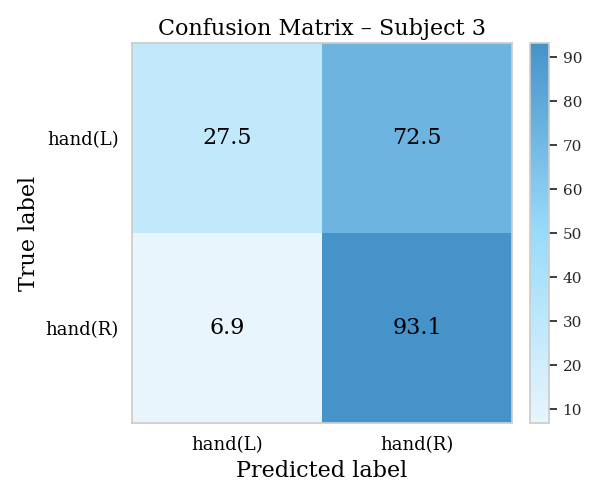 Confusion Matrix – Subject 3
True label
hand(L)
hand(R)
27.5
72.5
6.9
93.1
hand(L)
hand(R)
Predicted label
90
80
70
60
50
40
30
20
10